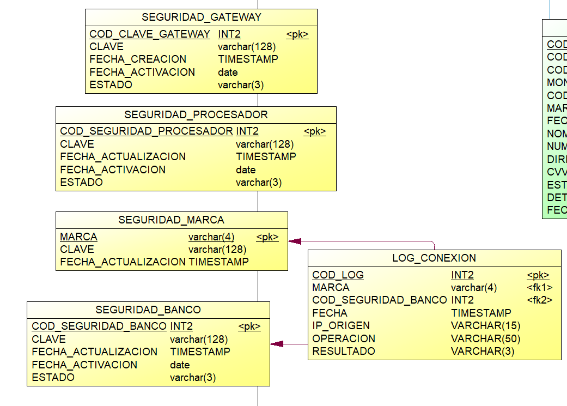 SEGURIDAD_GATEWAY
COD_CLAVE_GATEWAY INT2 <pk>
CLAVE varchar(128)
FECHA_CREACION TIMESTAMP
FECHA_ACTIVACION date
ESTADO varchar(3)
SEGURIDAD_PROCESADOR
COD_SEGURIDAD_PROCESADOR INT2 <pk>
CLAVE varchar(128)
FECHA_ACTUALIZACION TIMESTAMP
FECHA_ACTIVACION date
ESTADO varchar(3)
SEGURIDAD_MARCA
MARCA varchar(4) <pk>
CLAVE varchar(128)
FECHA_ACTUALIZACION TIMESTAMP
LOG_CONEXION
COD_LOG INT2 <pk>
MARCA varchar(4) <fk1>
COD_SEGURIDAD_BANCO INT2 <fk2>
FECHA TIMESTAMP
IP_ORIGEN VARCHAR(15)
OPERACION VARCHAR(50)
RESULTADO VARCHAR(3)
SEGURIDAD_BANCO
COD_SEGURIDAD_BANCO INT2 <pk>
CLAVE varchar(128)
FECHA_ACTUALIZACION TIMESTAMP
FECHA_ACTIVACION date
ESTADO varchar(3)
COD
COD
COD
MON
COD
MAR
FEC
NOM
NUM
DIRE
CVV
EST
DET
FEC